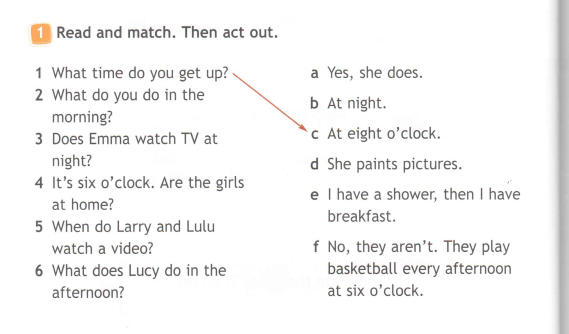 1 Read and match. Then act out.
1 What time do you get up?
2 What do you do in the
morning?
3 Does Emma watch TV at
night?
4 It's six o'clock. Are the girls
at home?
5 When do Larry and Lulu
watch a video?
6 What does Lucy do in the
afternoon?
a Yes, she does.
b At night.
c At eight o'clock.
d She paints pictures.
e I have a shower, then I have
breakfast.
f No, they aren't. They play
basketball every afternoon
at six o'clock.